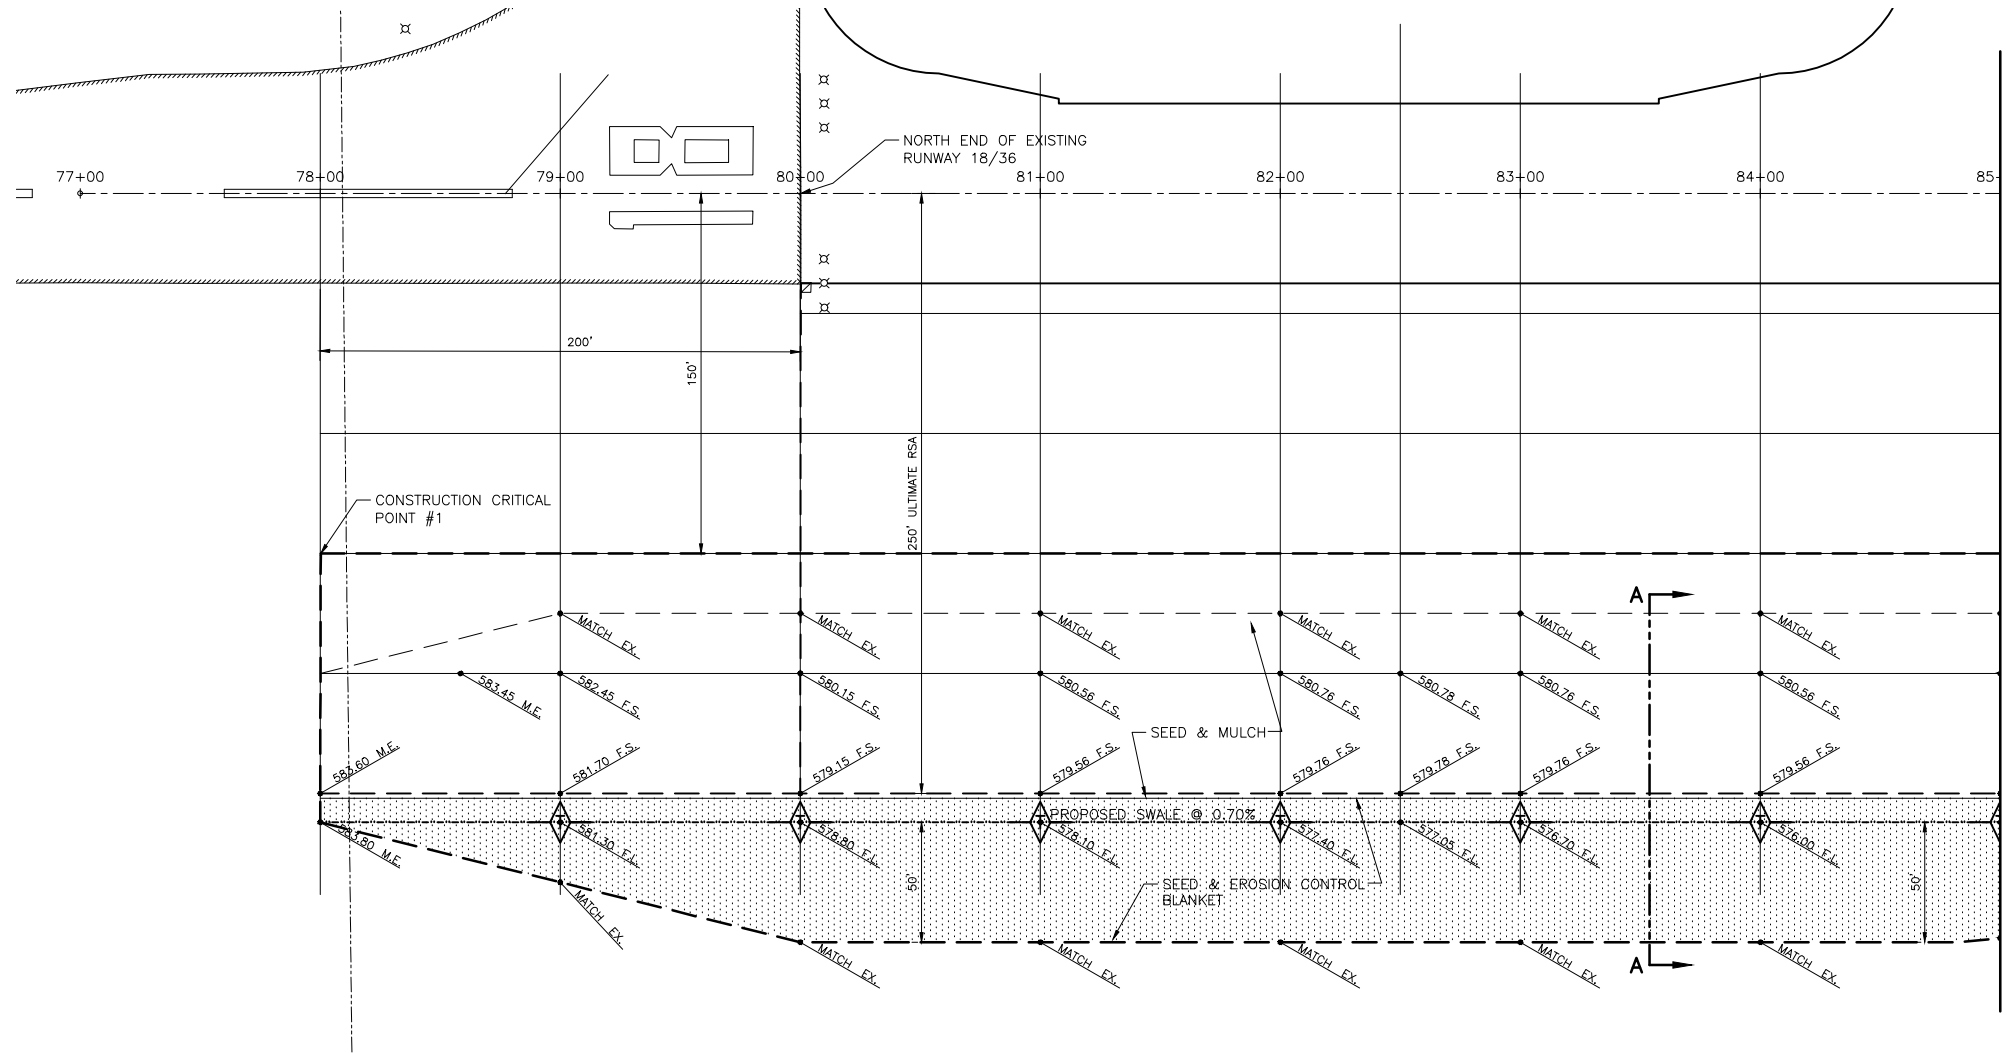 NORTH END OF EXISTING
RUNWAY 18/36
77+00
78+00
79+00
80+00
81+00
82+00
83+00
84+00
85
200'
150'
250' ULTIMATE RSA
CONSTRUCTION CRITICAL
POINT #1
A
MATCH EX.
MATCH EX.
MATCH EX.
MATCH EX.
MATCH EX.
MATCH EX.
583.45 M.E.
582.45 F.S.
580.15 F.S.
580.56 F.S.
580.76 F.S.
580.78 F.S.
580.76 F.S.
580.56 F.S.
SEED & MULCH
583.60 M.E.
581.70 F.S.
579.15 F.S.
579.56 F.S.
579.76 F.S.
579.78 F.S.
579.76 F.S.
579.56 F.S.
PROPOSED SWALE @ 0.70%
583.80 M.E.
581.30 F.L.
578.80 F.L.
578.10 F.L.
577.40 F.L.
577.05 F.L.
576.70 F.L.
576.00 F.L.
50'
SEED & EROSION CONTROL
BLANKET
50'
MATCH EX.
MATCH EX.
MATCH EX.
MATCH EX.
MATCH EX.
MATCH EX.
A